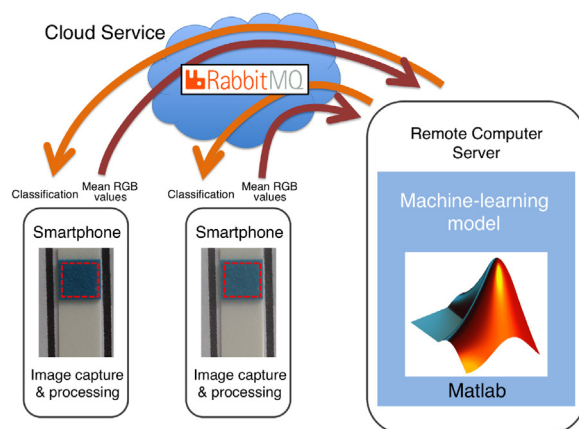 Cloud Service
RabbitMQ
Remote Computer
Server
Machine-learning
model
Matlab
Classification
Mean RGB
values
Classification
Mean RGB
values
Smartphone
Image capture
& processing
Smartphone
Image capture
& processing